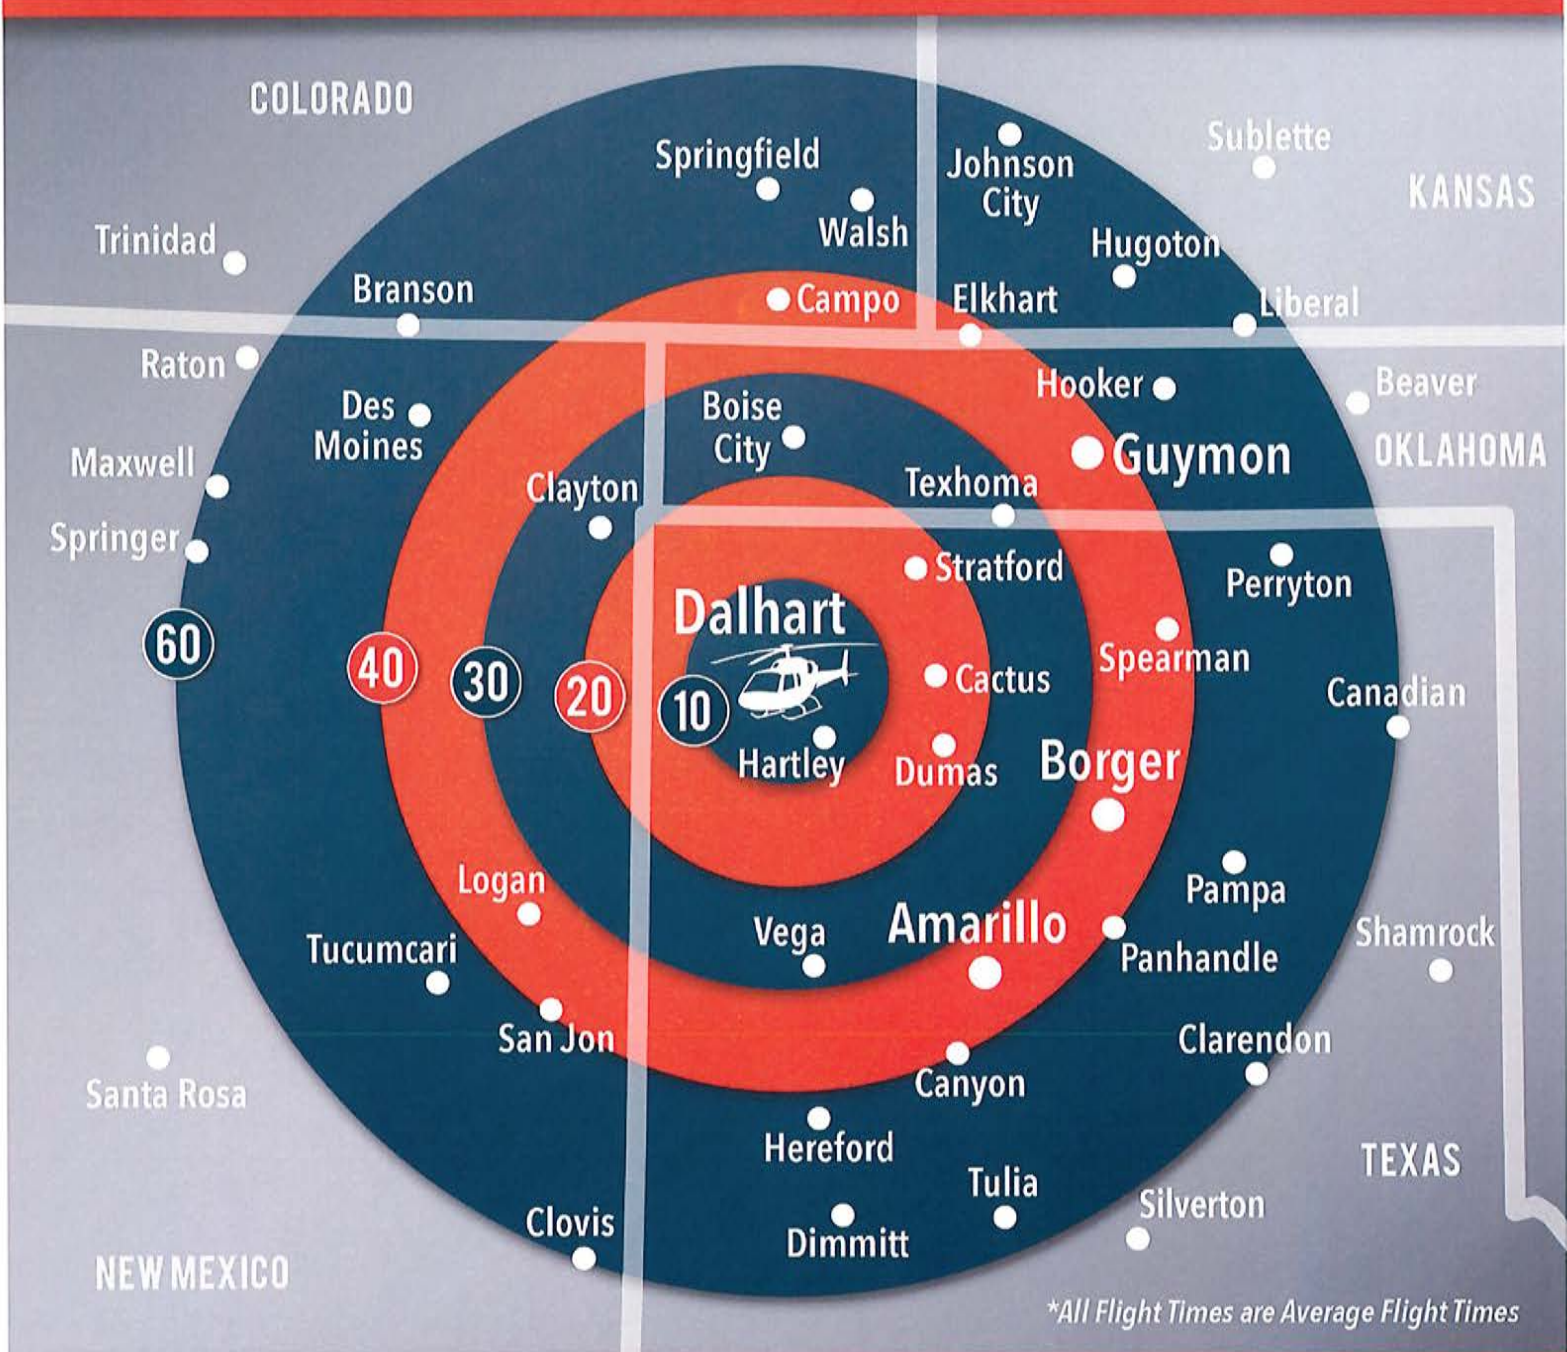 COLORADO
Springfield
Johnson
City
Sublette
KANSAS
Walsh
Trinidad
Hugoton
Branson
Campo
Elkhart
Liberal
Raton
Des
Moines
Boise
City
Hooker
Beaver
Maxwell
Guymon
OKLAHOMA
Clayton
Texhoma
Springer
Stratford
Perryton
Dalhart
60
40
30
20
10
Cactus
Spearman
Canadian
Hartley
Dumas
Borger
Logan
Pampa
Tucumcari
Vega
Amarillo
Panhandle
Shamrock
San Jon
Clarendon
Santa Rosa
Canyon
Hereford
TEXAS
Tulia
Silverton
Clovis
Dimmitt
NEW MEXICO
*All Flight Times are Average Flight Times